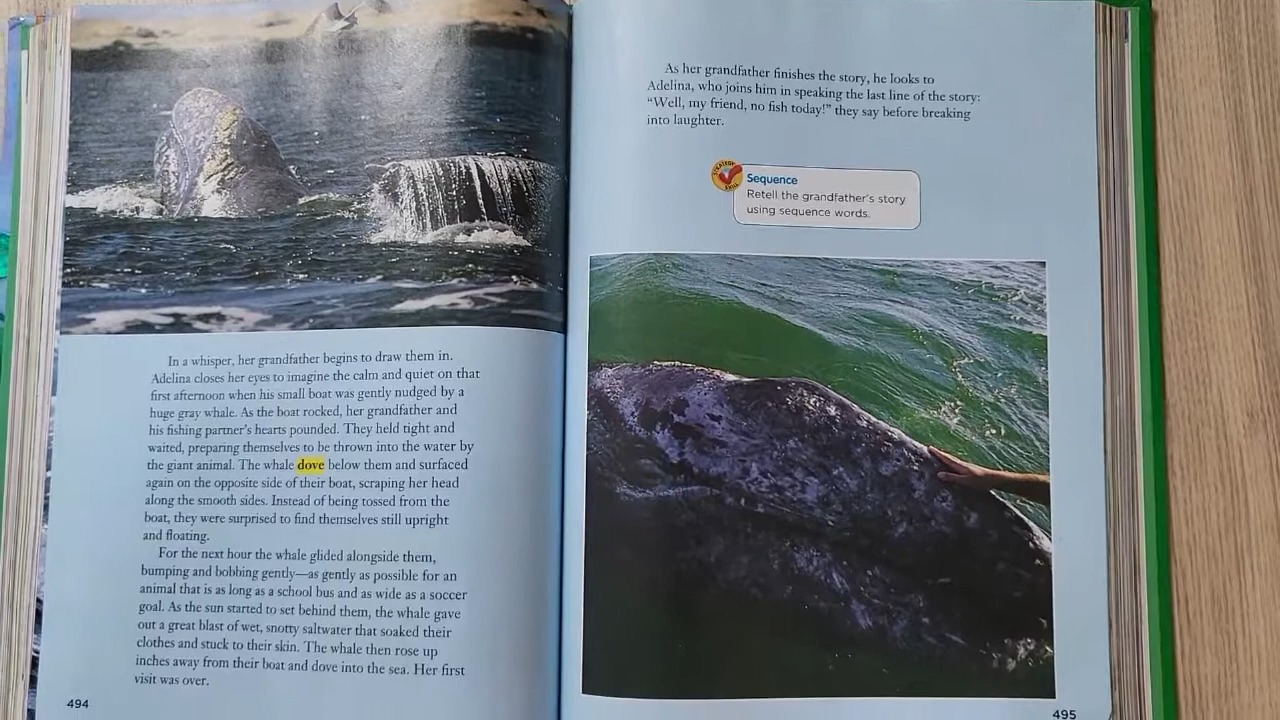 In a whisper, her grandfather begins to draw them in.
Adelina closes her eyes to imagine the calm and quiet on that
first afternoon when his small boat was gently nudged by a
huge gray whale. As the boat rocked, her grandfather and
his fishing partner's hearts pounded. They held tight and
waited, preparing themselves to be thrown into the water by
the giant animal. The whale dove below them and surfaced
again on the opposite side of their boat, scraping her head
along the smooth sides. Instead of being tossed from the
boat, they were surprised to find themselves still upright
and floating.
For the next hour the whale glided alongside them,
bumping and bobbing gently—as gently as possible for an
animal that is as long as a school bus and as wide as a soccer
goal. As the sun started to set behind them, the whale gave
out a great blast of wet, snotty saltwater that soaked their
clothes and stuck to their skin. The whale then rose up
inches away from their boat and dove into the sea. Her first
visit was over.
494
As her grandfather finishes the story, he looks to
Adelina, who joins him in speaking the last line of the story:
“Well, my friend, no fish today!” they say before breaking
into laughter.
STRATEGY
SKILL
Sequence
Retell the grandfather's story
using sequence words.
495